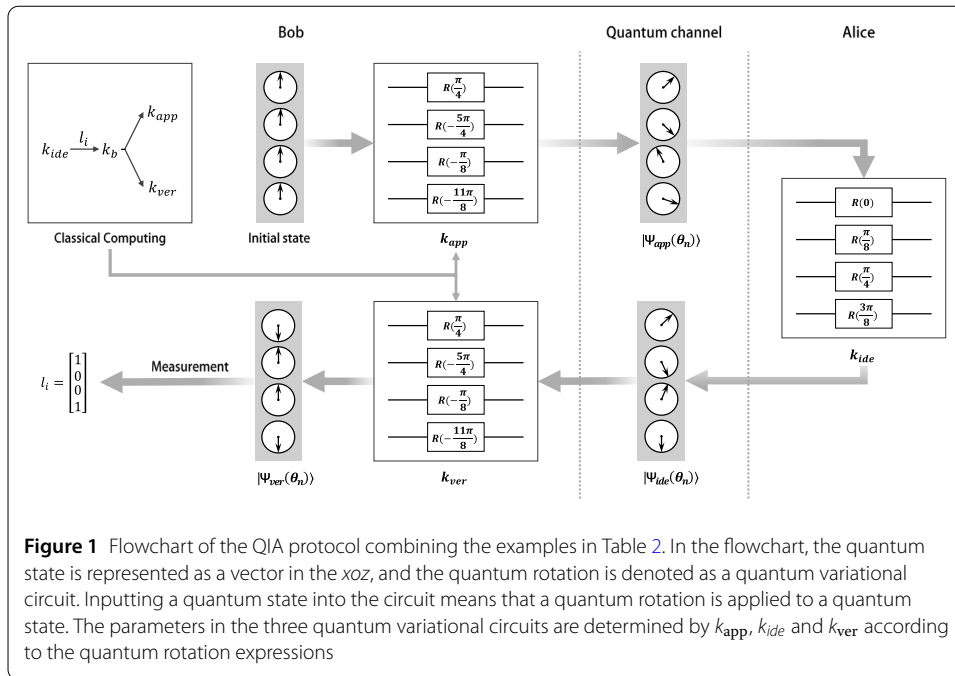 Bob
Quantum channel
Alice
k_app
k_ide l_i k_b
k_ver
Classical Computing
Initial state
R(π/4)
R(-5π/4)
R(-π/8)
R(-11π/8)
k_app
|Ψ_app(θ_n)⟩
R(0)
R(π/8)
R(π/4)
R(3π/8)
k_ide
l_i = [1 0 0 1]
Measurement
|Ψ_ver(θ_n)⟩
R(π/4)
R(-5π/4)
R(-π/8)
R(-11π/8)
k_ver
|Ψ_ide(θ_n)⟩
Figure 1 Flowchart of the QIA protocol combining the examples in Table 2. In the flowchart, the quantum
state is represented as a vector in the xoz, and the quantum rotation is denoted as a quantum variational
circuit. Inputting a quantum state into the circuit means that a quantum rotation is applied to a quantum
state. The parameters in the three quantum variational circuits are determined by k_app, k_ide and k_ver according
to the quantum rotation expressions